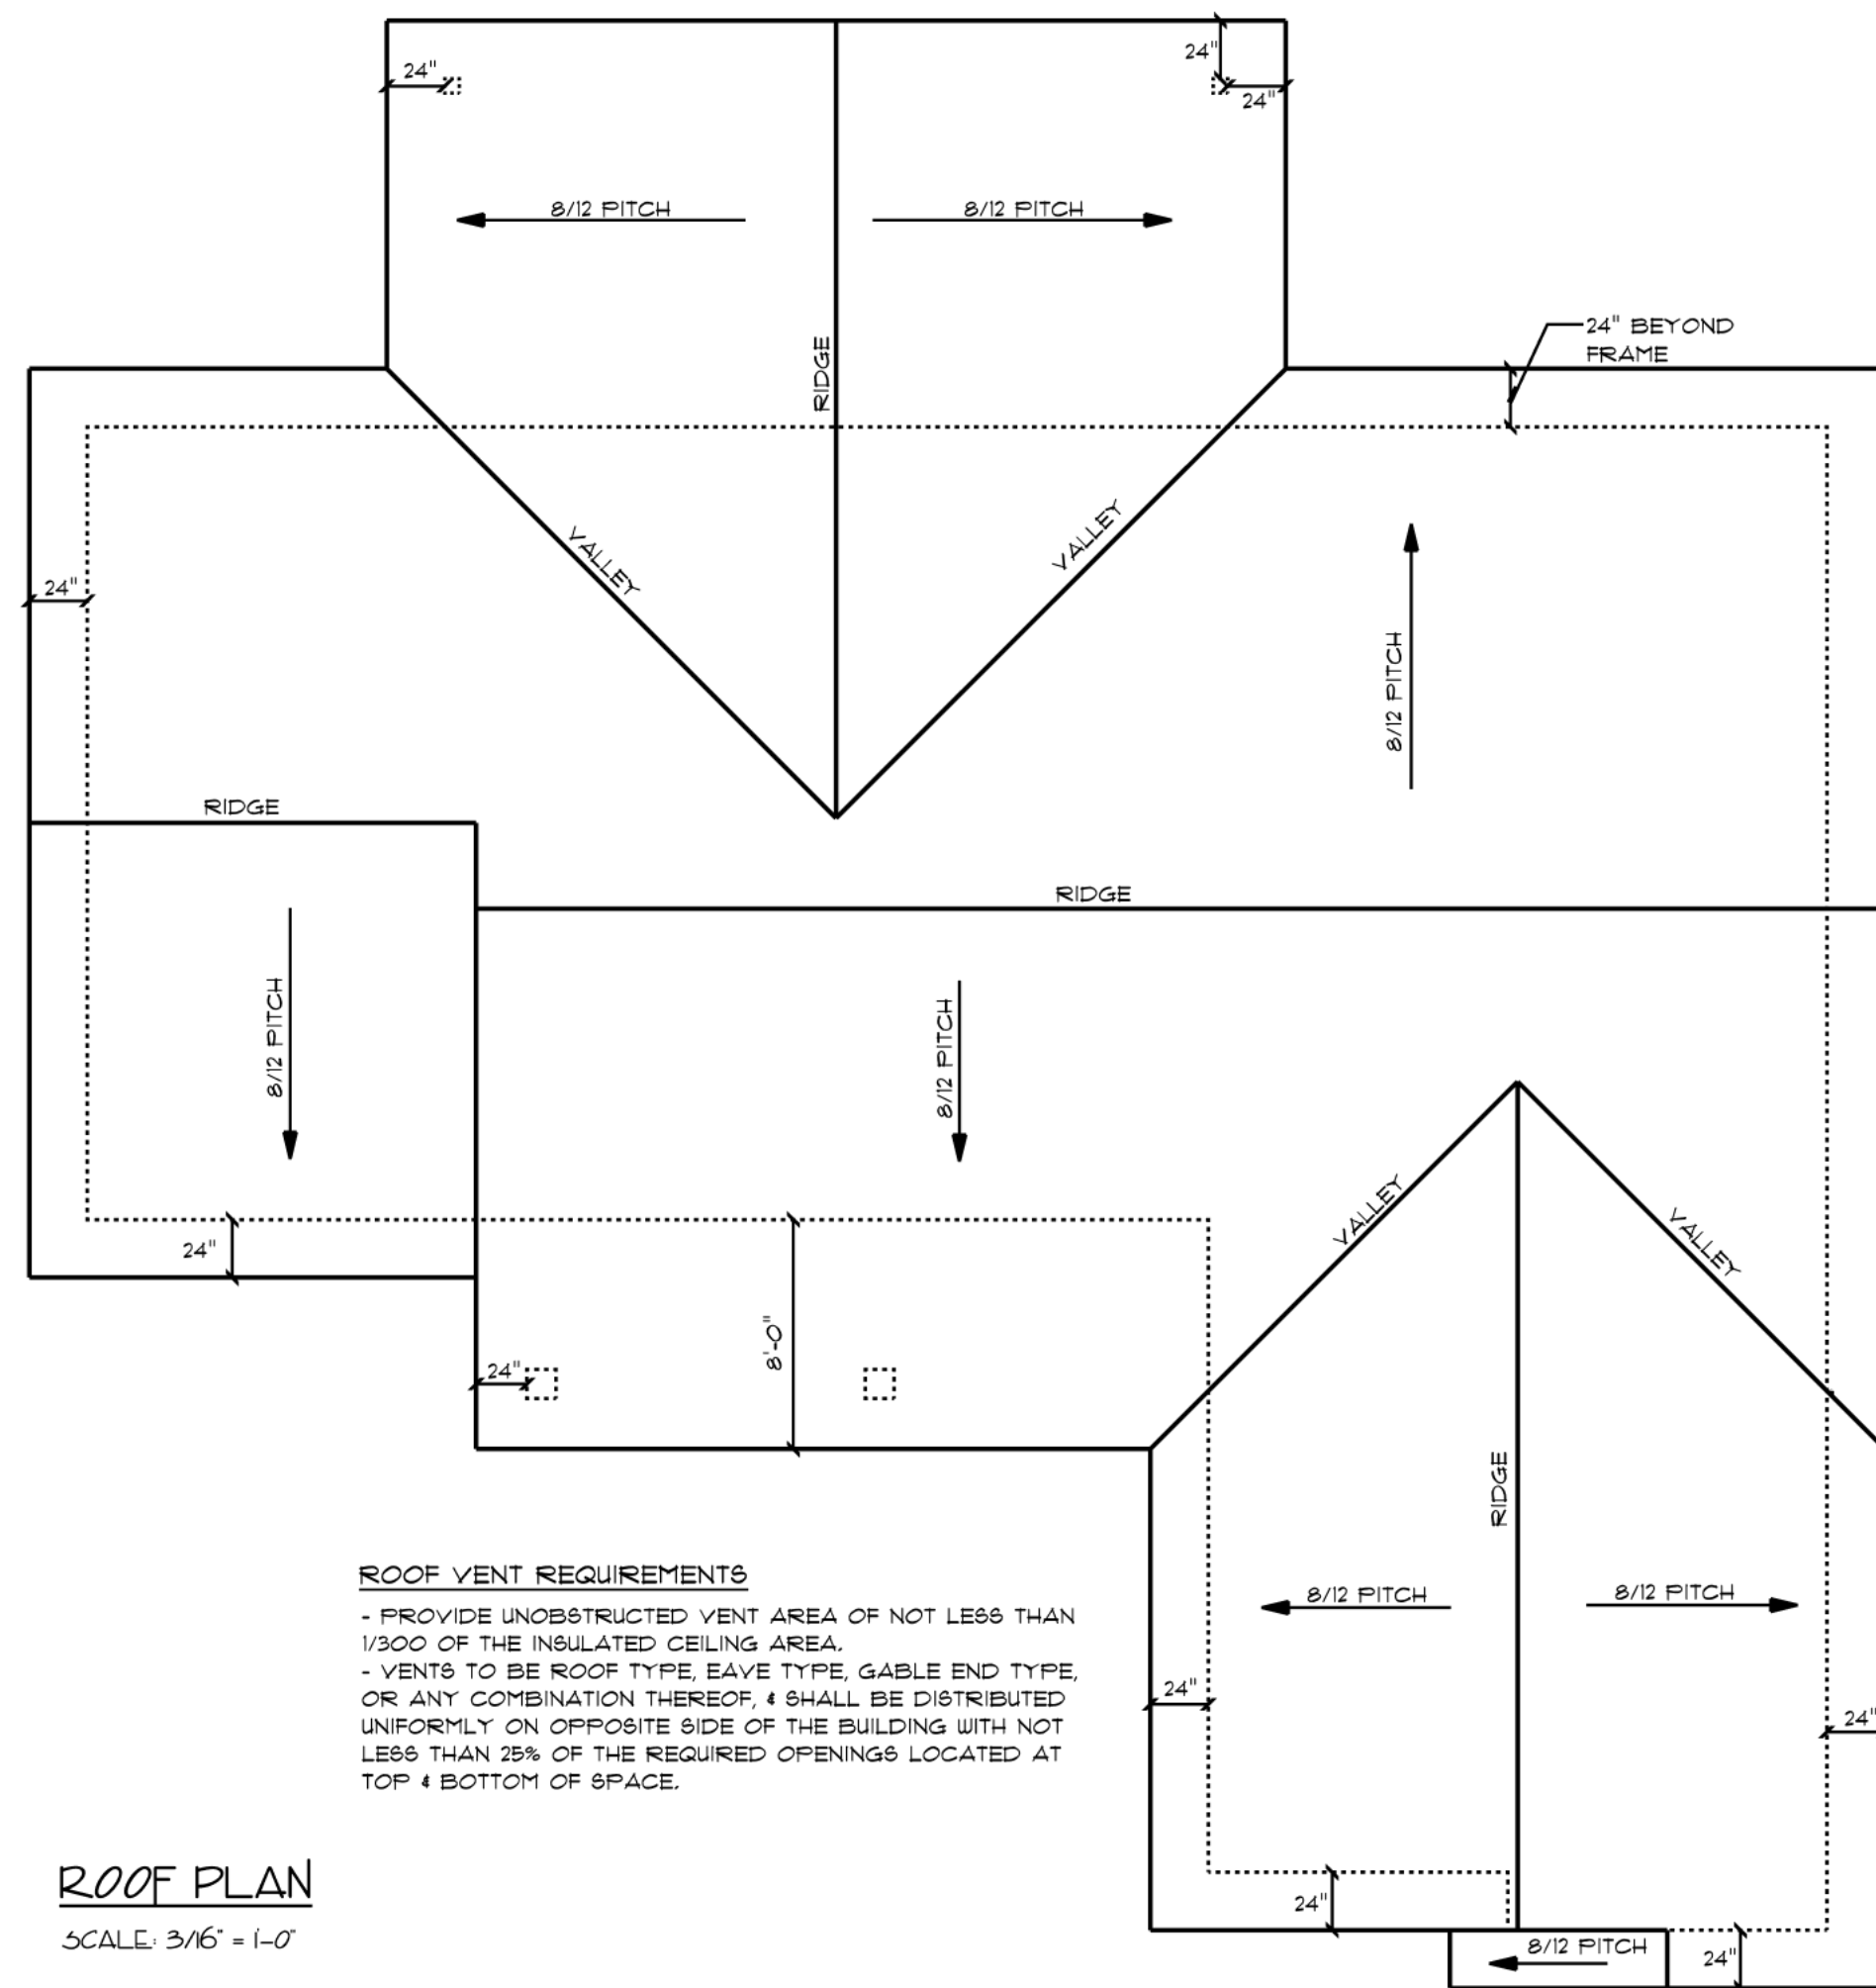 24"
24"
24"
8/12 PITCH
8/12 PITCH
RIDGE
24" BEYOND
FRAME
VALLEY
VALLEY
24"
8/12 PITCH
RIDGE
RIDGE
8/12 PITCH
8/12 PITCH
VALLEY
VALLEY
24"
8'-0"
24"
RIDGE
ROOF VENT REQUIREMENTS
- PROVIDE UNOBSTRUCTED VENT AREA OF NOT LESS THAN
1/300 OF THE INSULATED CEILING AREA.
- VENTS TO BE ROOF TYPE, EAVE TYPE, GABLE END TYPE,
OR ANY COMBINATION THEREOF, & SHALL BE DISTRIBUTED
UNIFORMLY ON OPPOSITE SIDE OF THE BUILDING WITH NOT
LESS THAN 25% OF THE REQUIRED OPENINGS LOCATED AT
TOP & BOTTOM OF SPACE.
8/12 PITCH
8/12 PITCH
24"
24"
24"
8/12 PITCH
24"
ROOF PLAN
SCALE: 3/16" = 1'-0"